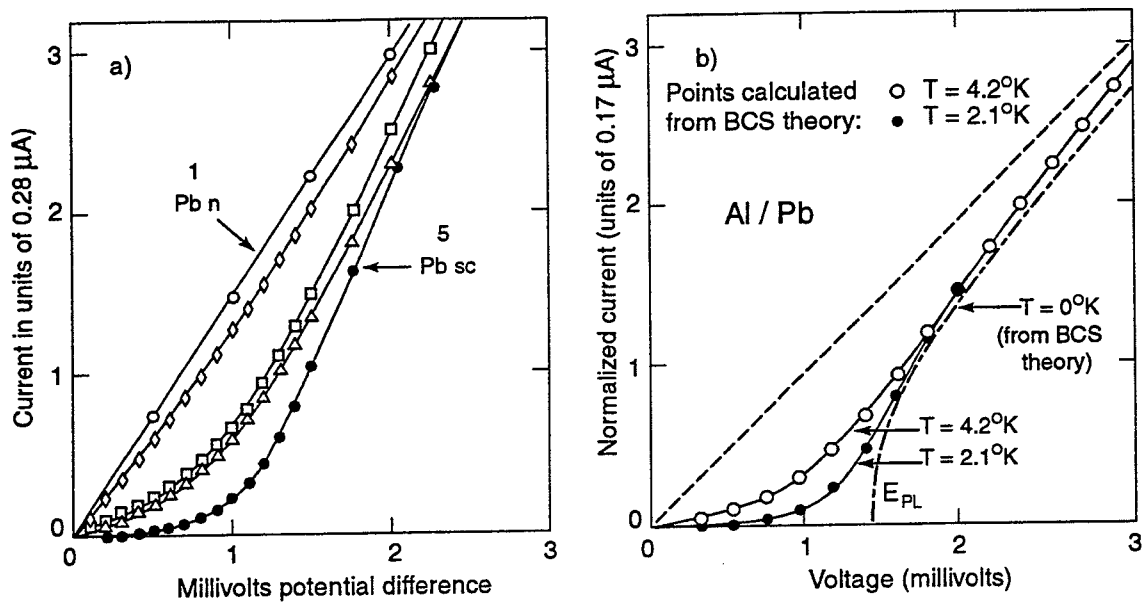 a)
3
2
1
0
0
1
2
3
Current in units of 0.28 μA)
Millivolts potential difference
1
Pb n
5
Pb sc
b)
Points calculated
from BCS theory:
T = 4.2°K
T = 2.1°K
Al / Pb
T = 0°K
(from BCS
theory)
T = 4.2°K
T = 2.1°K
E_PL
3
2
1
0
0
1
2
3
Normalized current (units of 0.17 μA)
Voltage (millivolts)